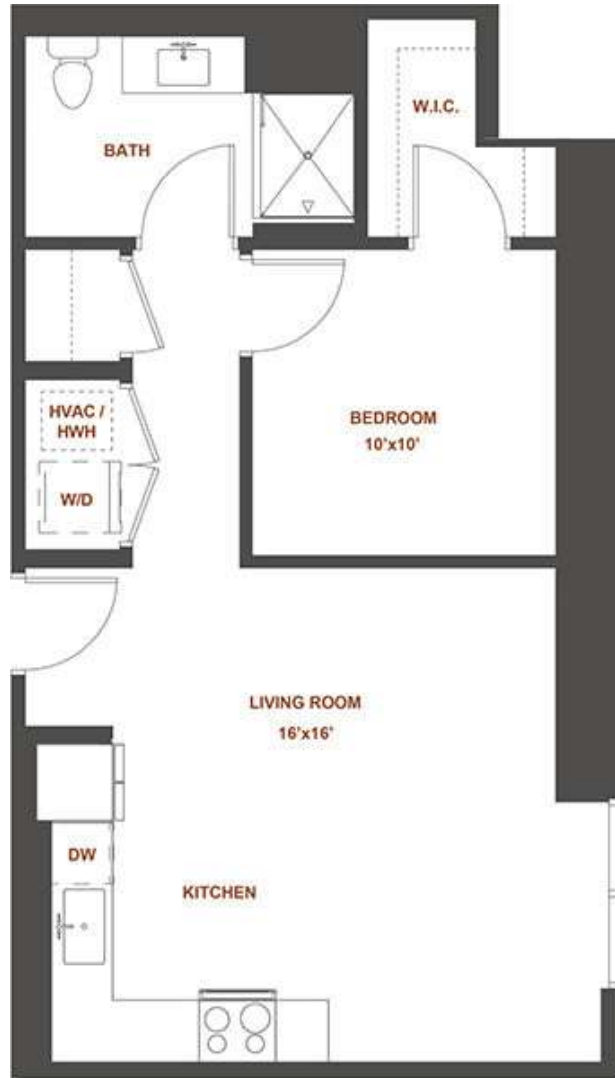 W.I.C.
BATH
HVAC /
HWH
W/D
BEDROOM
10'x10'
LIVING ROOM
16'x16'
DW
KITCHEN